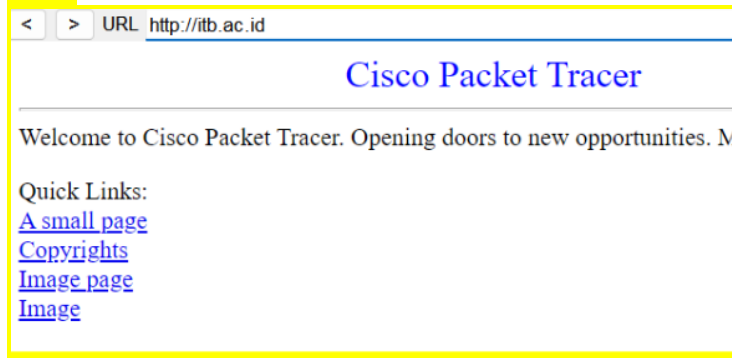 < > URL http://itb.ac.id
Cisco Packet Tracer
Welcome to Cisco Packet Tracer. Opening doors to new opportunities.
Quick Links:
A small page
Copyrights
Image page
Image